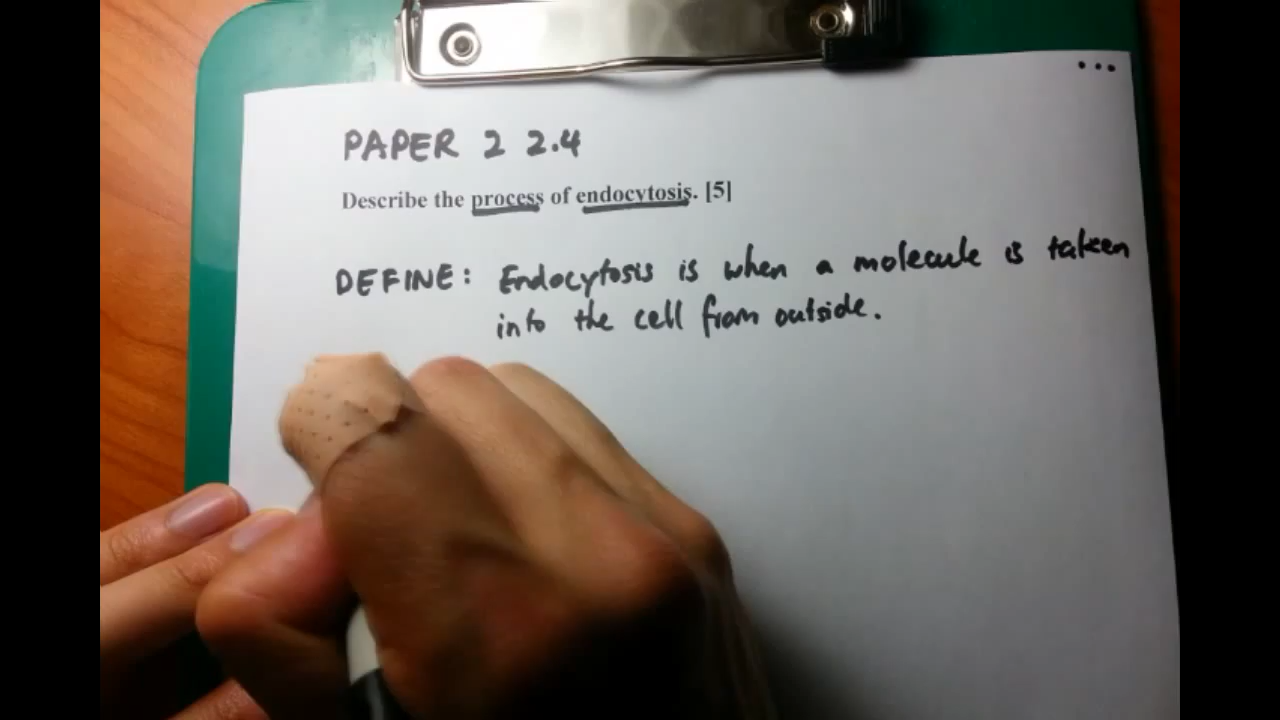 PAPER 2 2.4
Describe the process of endocytosis. [5]
DEFINE: Endocytosis is when a molecule is taken
into the cell from outside.